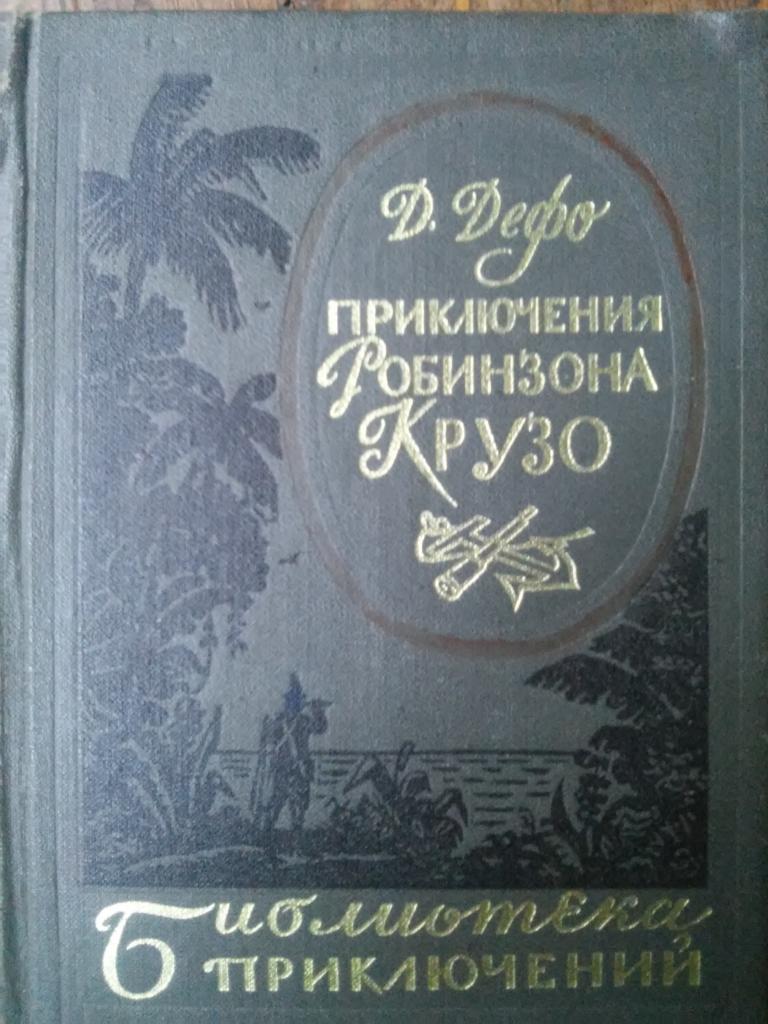 Д. Дефо
ПРИКЛЮЧЕНИЯ
РОБИНЗОНА
КРУЗО
Библиотека
ПРИКЛЮЧЕНИЙ